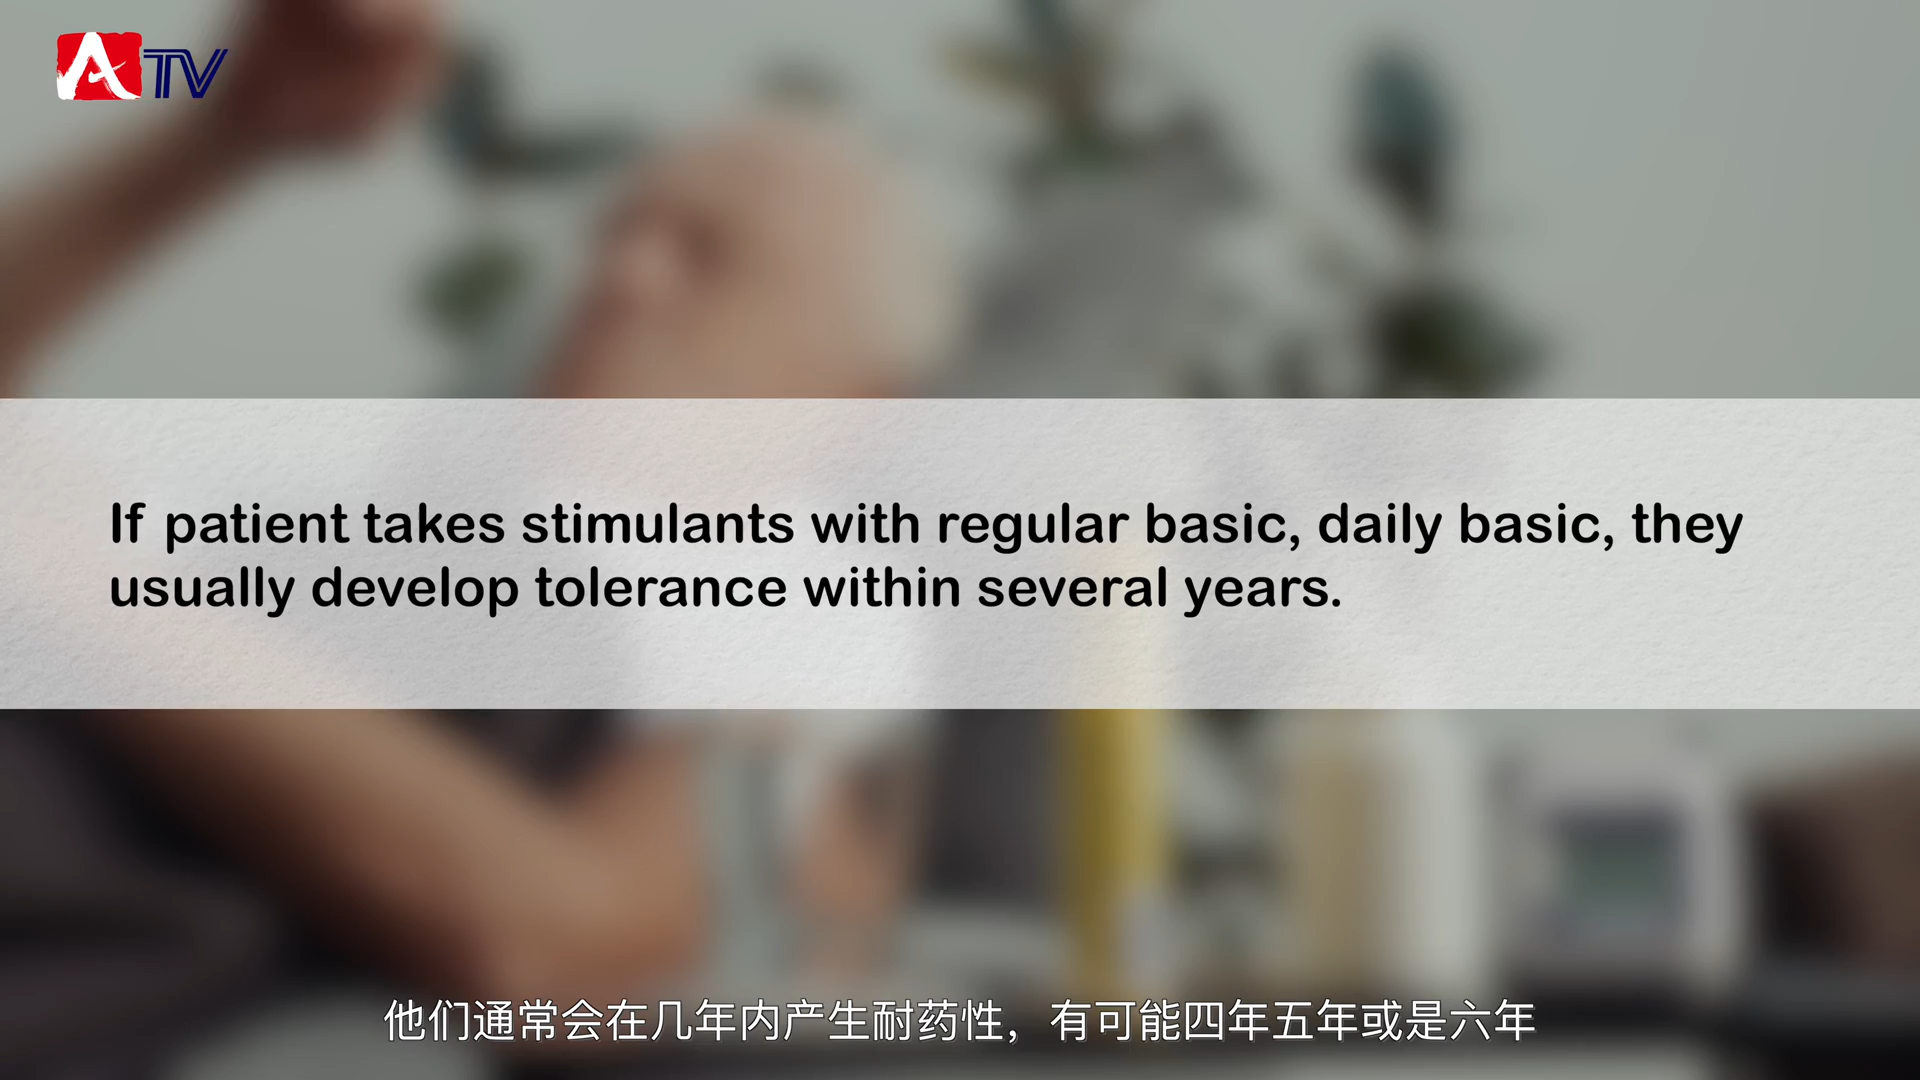 ATV
If patient takes stimulants with regular basic, daily basic, they
usually develop tolerance within several years.
他们通常会在几年内产生耐药性，有可能四年五年或是六年